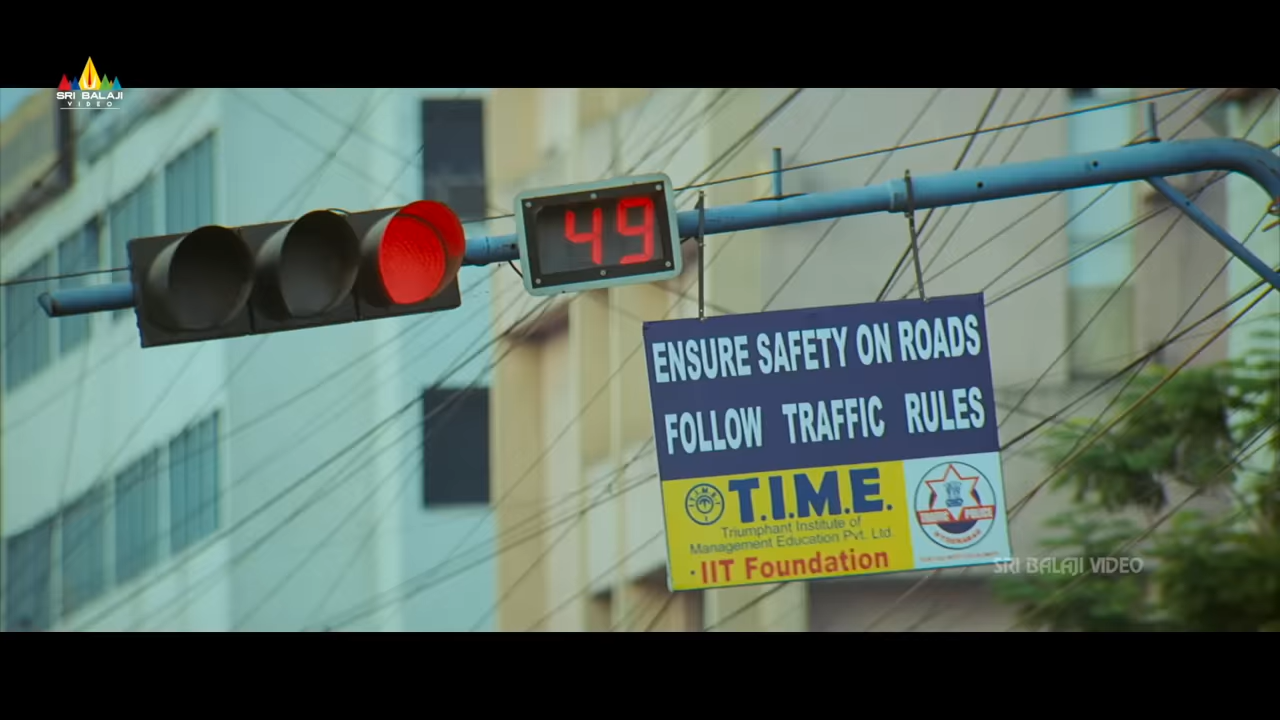 SRI BALAJI
VIDEO
49
ENSURE SAFETY ON ROADS
FOLLOW TRAFFIC RULES
T.I.M.E.
Triumphant Institute of
Management Education Pvt. Ltd.
·IIT Foundation
SRI BALAJI VIDEO